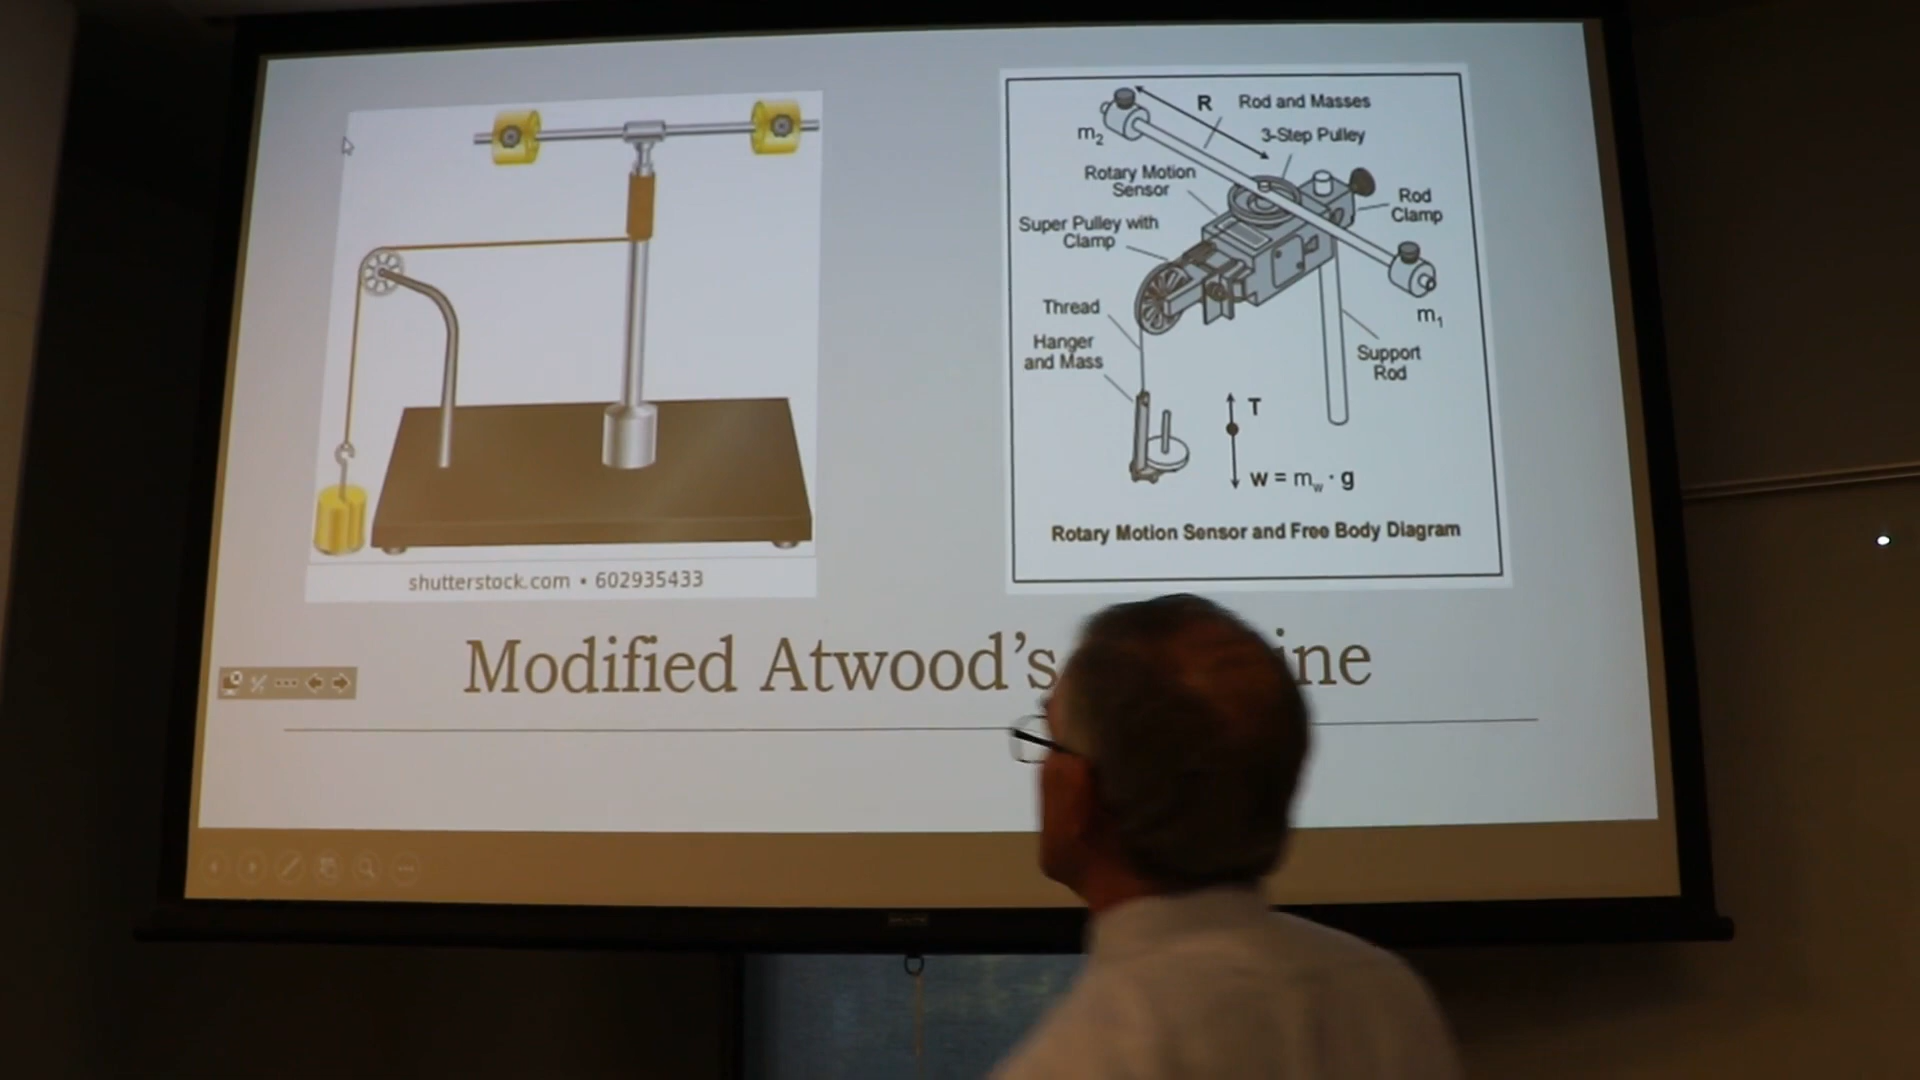 shutterstock.com • 602935433
R
Rod and Masses
m₂
3-Step Pulley
Rotary Motion
Sensor
Rod
Clamp
Super Pulley with
Clamp
Thread
m₁
Hanger
and Mass
Support
Rod
T
w = m_w · g
Rotary Motion Sensor and Free Body Diagram
Modified Atwood's ine